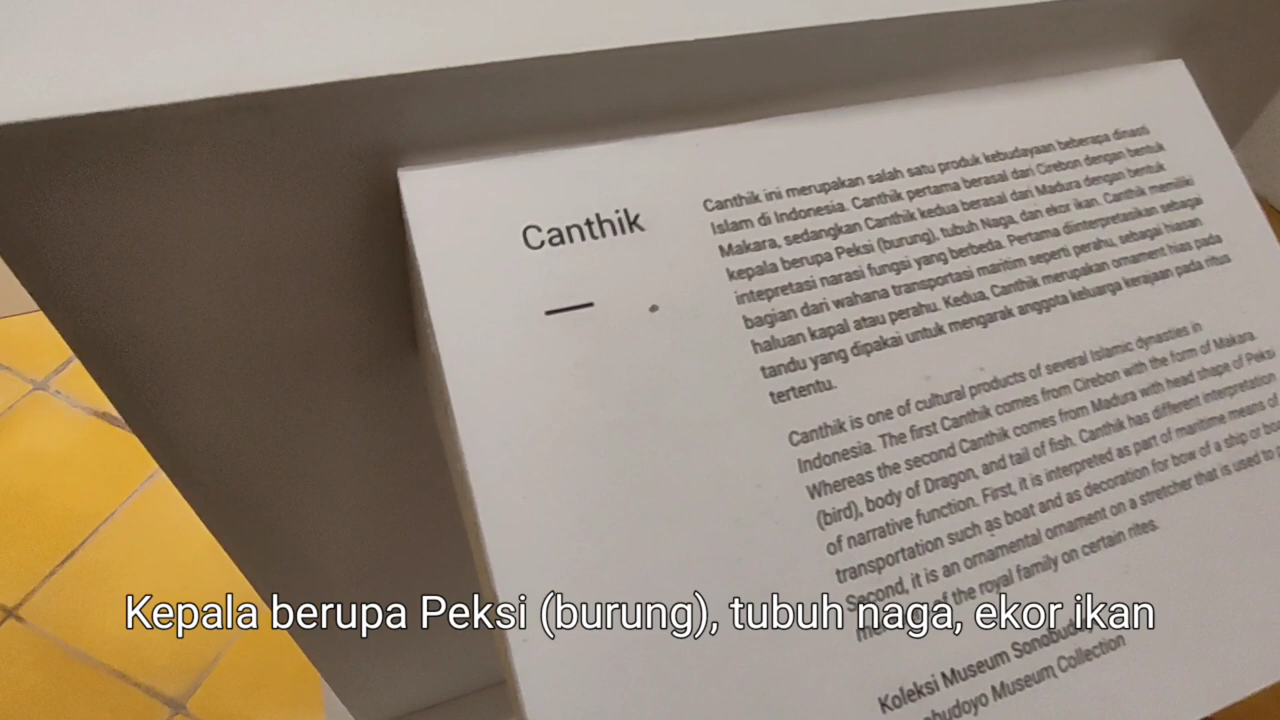 Canthik
Canthik ini merupakan salah satu produk kebudayaan beberapa dinasti
Islam di Indonesia. Canthik pertama berasal dari Cirebon dengan bentuk
Makara, sedangkan Canthik kedua berasal dari Madura dengan bentuk
kepala berupa Peksi (burung), tubuh Naga, dan ekor ikan. Canthik memiliki
intepretasi narasi fungsi yang berbeda. Pertama diinterpretasikan sebagai
bagian dari wahana transportasi maritim seperti perahu, sebagai hiasan
haluan kapal atau perahu. Kedua, Canthik merupakan ornament hias pada
tandu yang dipakai untuk mengarak anggota keluarga kerajaan pada ritus
tertentu.
Canthik is one of cultural products of several Islamic dynasties in
Indonesia. The first Canthik comes from Cirebon with the form of Makara.
Whereas the second Canthik comes from Madura with head shape of Peksi
(bird), body of Dragon, and tail of fish. Canthik has different interpretation
of narrative function. First, it is interpreted as part of maritime means of
transportation such as boat and as decoration for bow of a ship or
Second, it is an ornamental ornament on a stretcher that is used to
of the royal family on certain rites.
Koleksi Museum
Museum Collection
Kepala berupa Peksi (burung), tubuh naga, ekor ikan